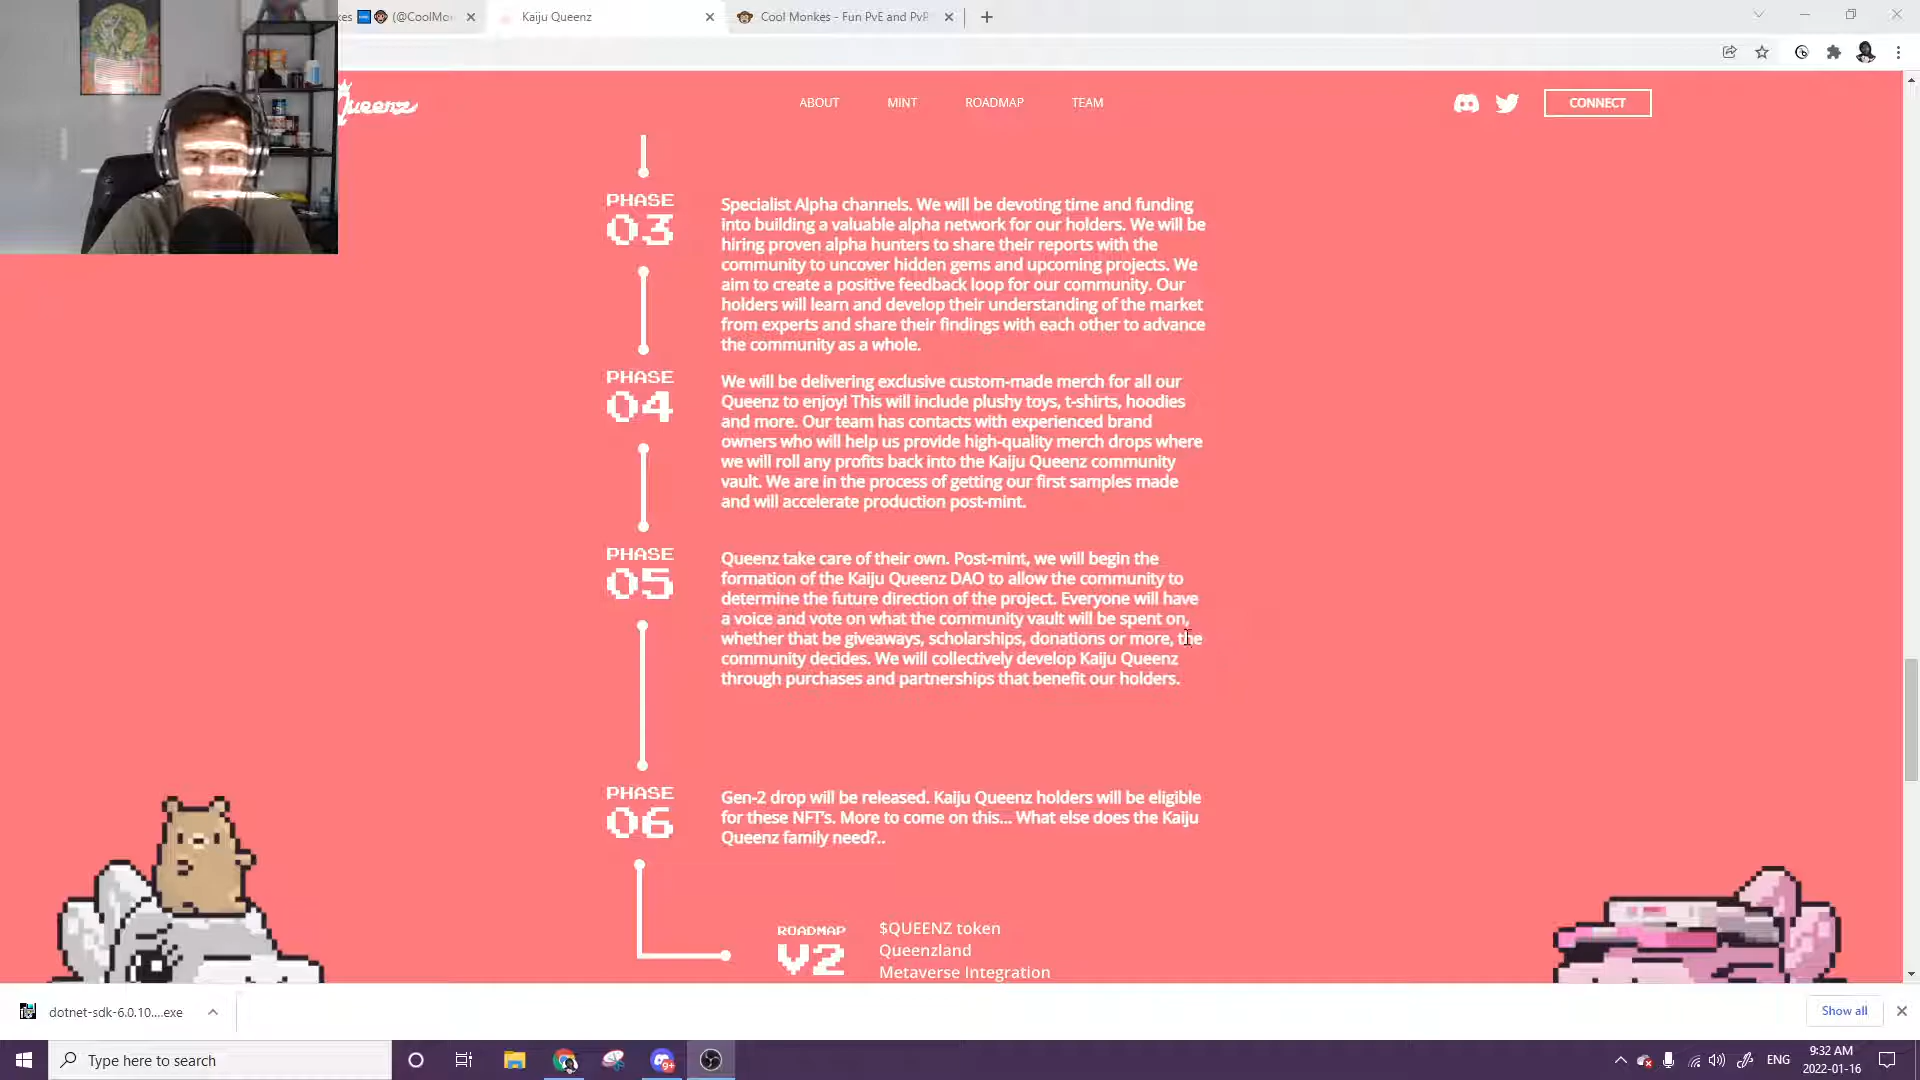 kes (@CoolMo
Kaiju Queenz
Cool Monkes - Fun PvE and PvP
Queenz
ABOUT
MINT
ROADMAP
TEAM
CONNECT
PHASE
03
Specialist Alpha channels. We will be devoting time and funding
into building a valuable alpha network for our holders. We will be
hiring proven alpha hunters to share their reports with the
community to uncover hidden gems and upcoming projects. We
aim to create a positive feedback loop for our community. Our
holders will learn and develop their understanding of the market
from experts and share their findings with each other to advance
the community as a whole.
PHASE
04
We will be delivering exclusive custom-made merch for all our
Queenz to enjoy! This will include plushy toys, t-shirts, hoodies
and more. Our team has contacts with experienced brand
owners who will help us provide high-quality merch drops where
we will roll any profits back into the Kaiju Queenz community
vault. We are in the process of getting our first samples made
and will accelerate production post-mint.
PHASE
05
Queenz take care of their own. Post-mint, we will begin the
formation of the Kaiju Queenz DAO to allow the community to
determine the future direction of the project. Everyone will have
a voice and vote on what the community vault will be spent on,
whether that be giveaways, scholarships, donations or more, the
community decides. We will collectively develop Kaiju Queenz
through purchases and partnerships that benefit our holders.
PHASE
06
Gen-2 drop will be released. Kaiju Queenz holders will be eligible
for these NFT's. More to come on this... What else does the Kaiju
Queenz family need?..
ROADMAP
V2
$QUEENZ token
Queenzland
Metaverse Integration
dotnet-sdk-6.0.10....exe
Show all
Type here to search
9+
ENG
9:32 AM
2022-01-16